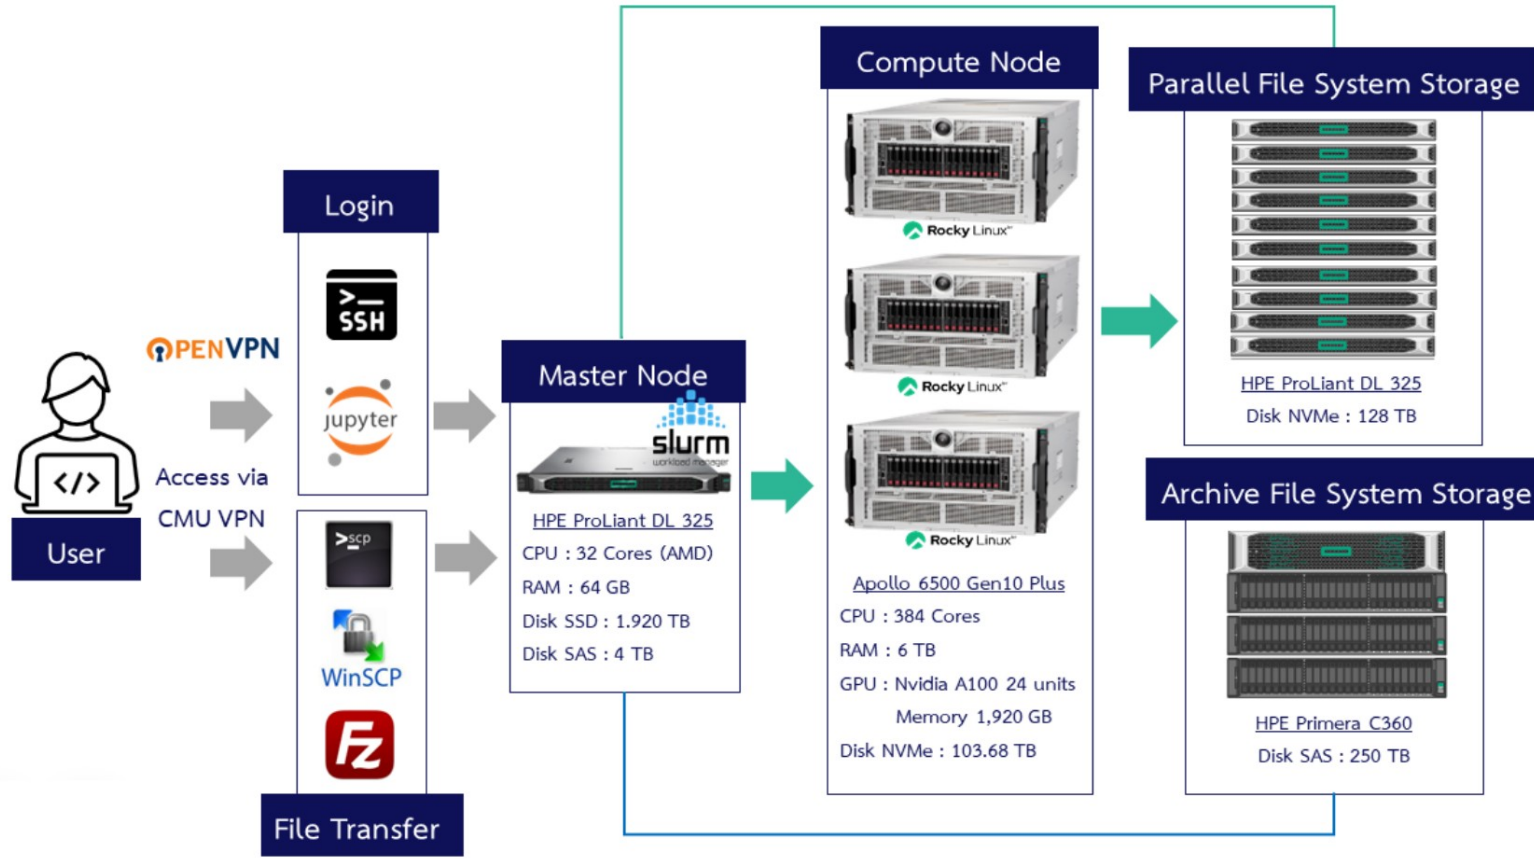 User
OPENVPN
Access via
CMU VPN
Login
>_
SSH
jupyter
>scp
WinSCP
Fz
File Transfer
Master Node
slurm
workload manager
HPE ProLiant DL 325
CPU : 32 Cores (AMD)
RAM : 64 GB
Disk SSD : 1.920 TB
Disk SAS : 4 TB
Compute Node
Rocky Linux
Rocky Linux
Rocky Linux
Apollo 6500 Gen10 Plus
CPU : 384 Cores
RAM : 6 TB
GPU : Nvidia A100 24 units
Memory 1,920 GB
Disk NVMe : 103.68 TB
Parallel File System Storage
HPE ProLiant DL 325
Disk NVMe : 128 TB
Archive File System Storage
HPE Primera C360
Disk SAS : 250 TB